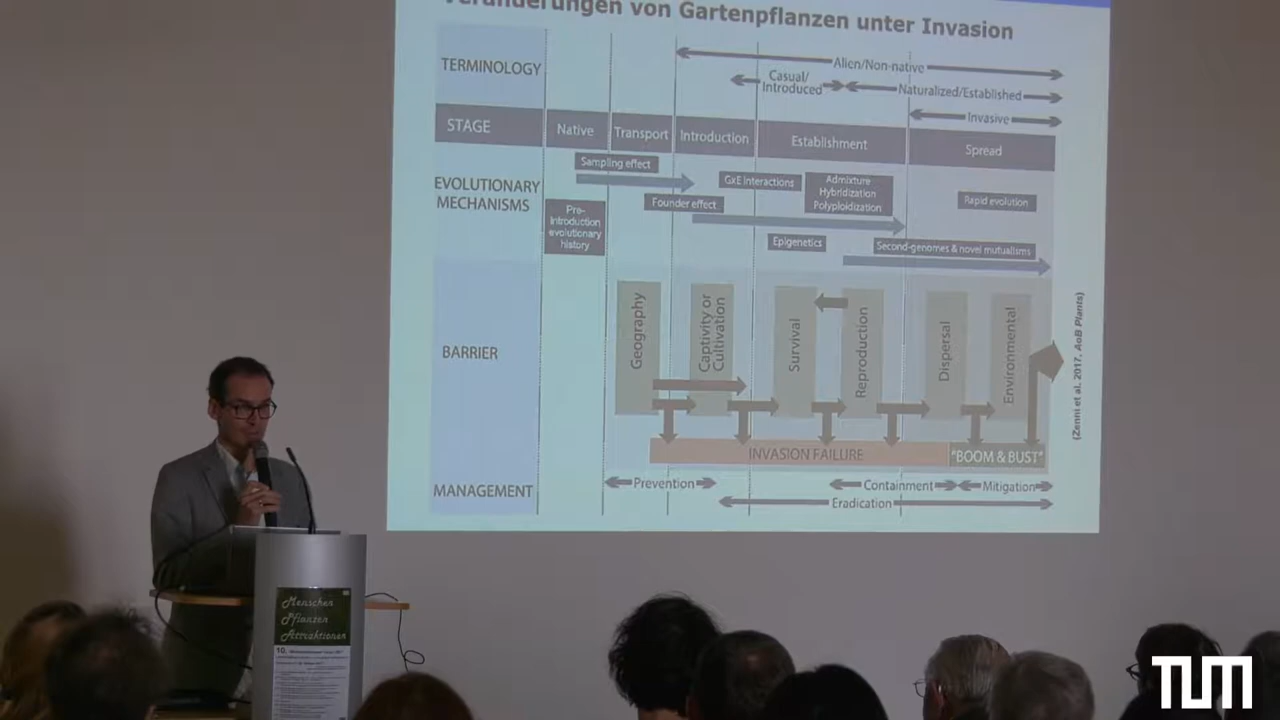 Veränderungen von Gartenpflanzen unter Invasion
TERMINOLOGY
Alien/Non-native
Casual/
Introduced
Naturalized/Established
Invasive
STAGE
Native
Transport
Introduction
Establishment
Spread
EVOLUTIONARY
MECHANISMS
Sampling effect
Founder effect
Pre-
introduction
evolutionary
history
GxE interactions
Admixture
Hybridization
Polyploidization
Epigenetics
Rapid evolution
Second-genomes & novel mutualisms
BARRIER
Geography
Captivity or
Cultivation
Survival
Reproduction
Dispersal
Environmental
INVASION FAILURE
"BOOM & BUST"
MANAGEMENT
Prevention
Containment
Mitigation
Eradication
(Zenni et al. 2017, AoB Plants)
Menschen
Pflanzen
Attraktionen
10.
TUM